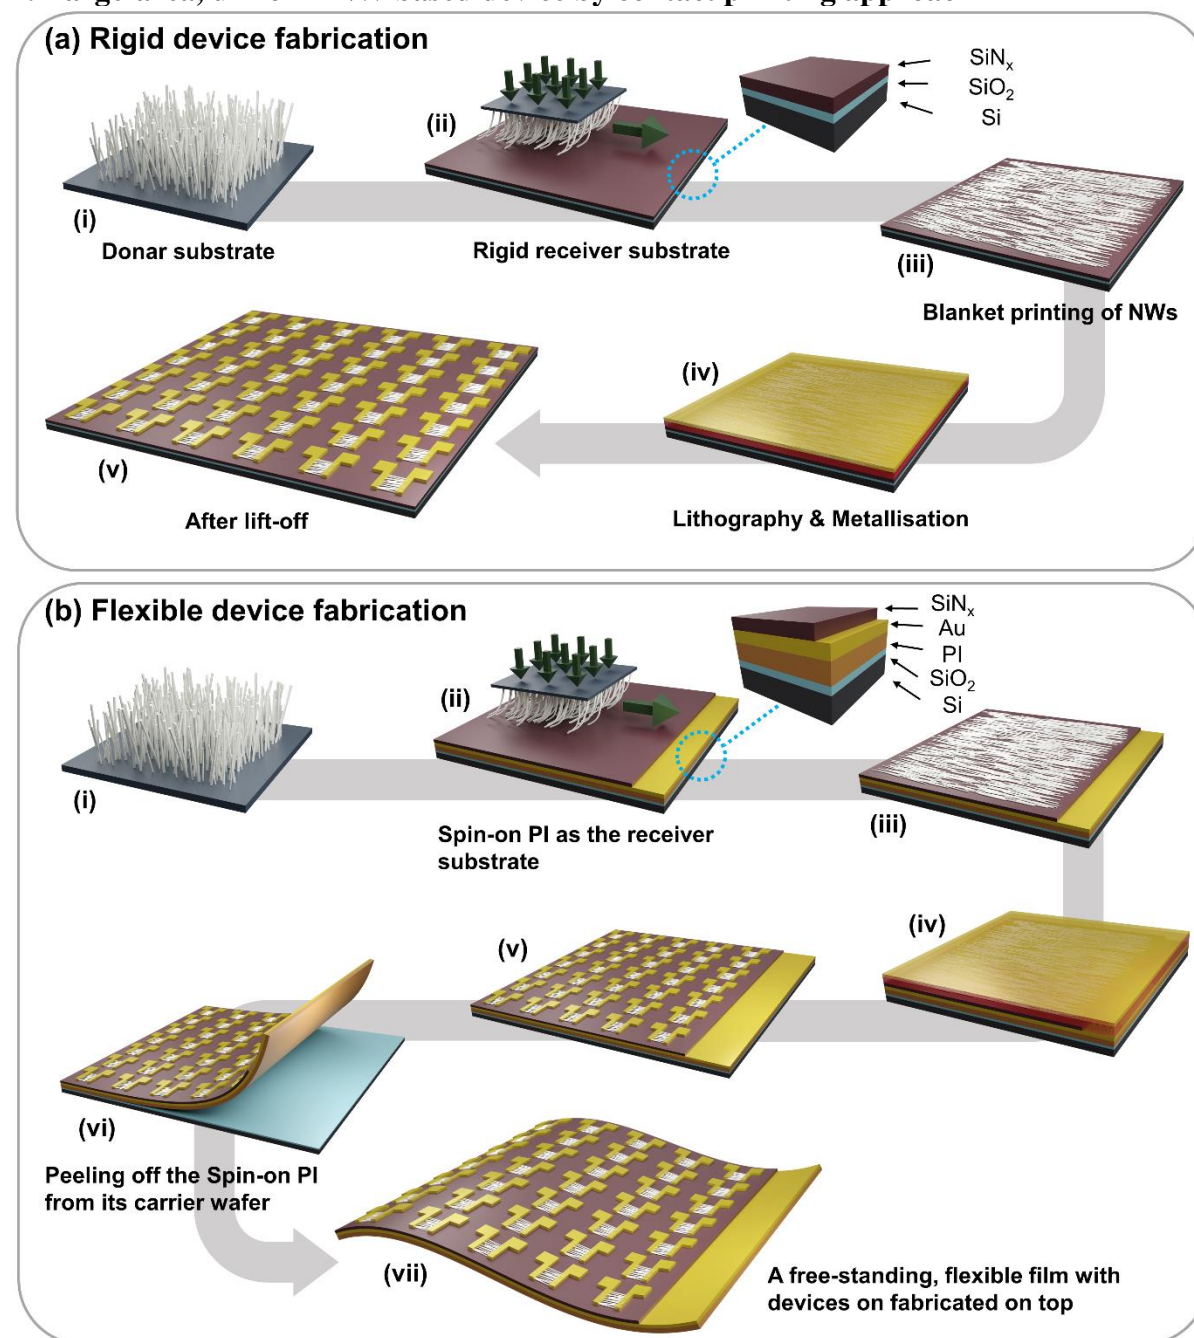 (a) Rigid device fabrication
SiNx
SiO2
Si
(i)
Donar substrate
(ii)
Rigid receiver substrate
(iii)
Blanket printing of NWs
(iv)
Lithography & Metallisation
(v)
After lift-off
(b) Flexible device fabrication
SiNx
Au
PI
SiO2
Si
(i)
(ii)
Spin-on PI as the receiver
substrate
(iii)
(iv)
(v)
(vi)
Peeling off the Spin-on PI
from its carrier wafer
(vii)
A free-standing, flexible film with
devices on fabricated on top